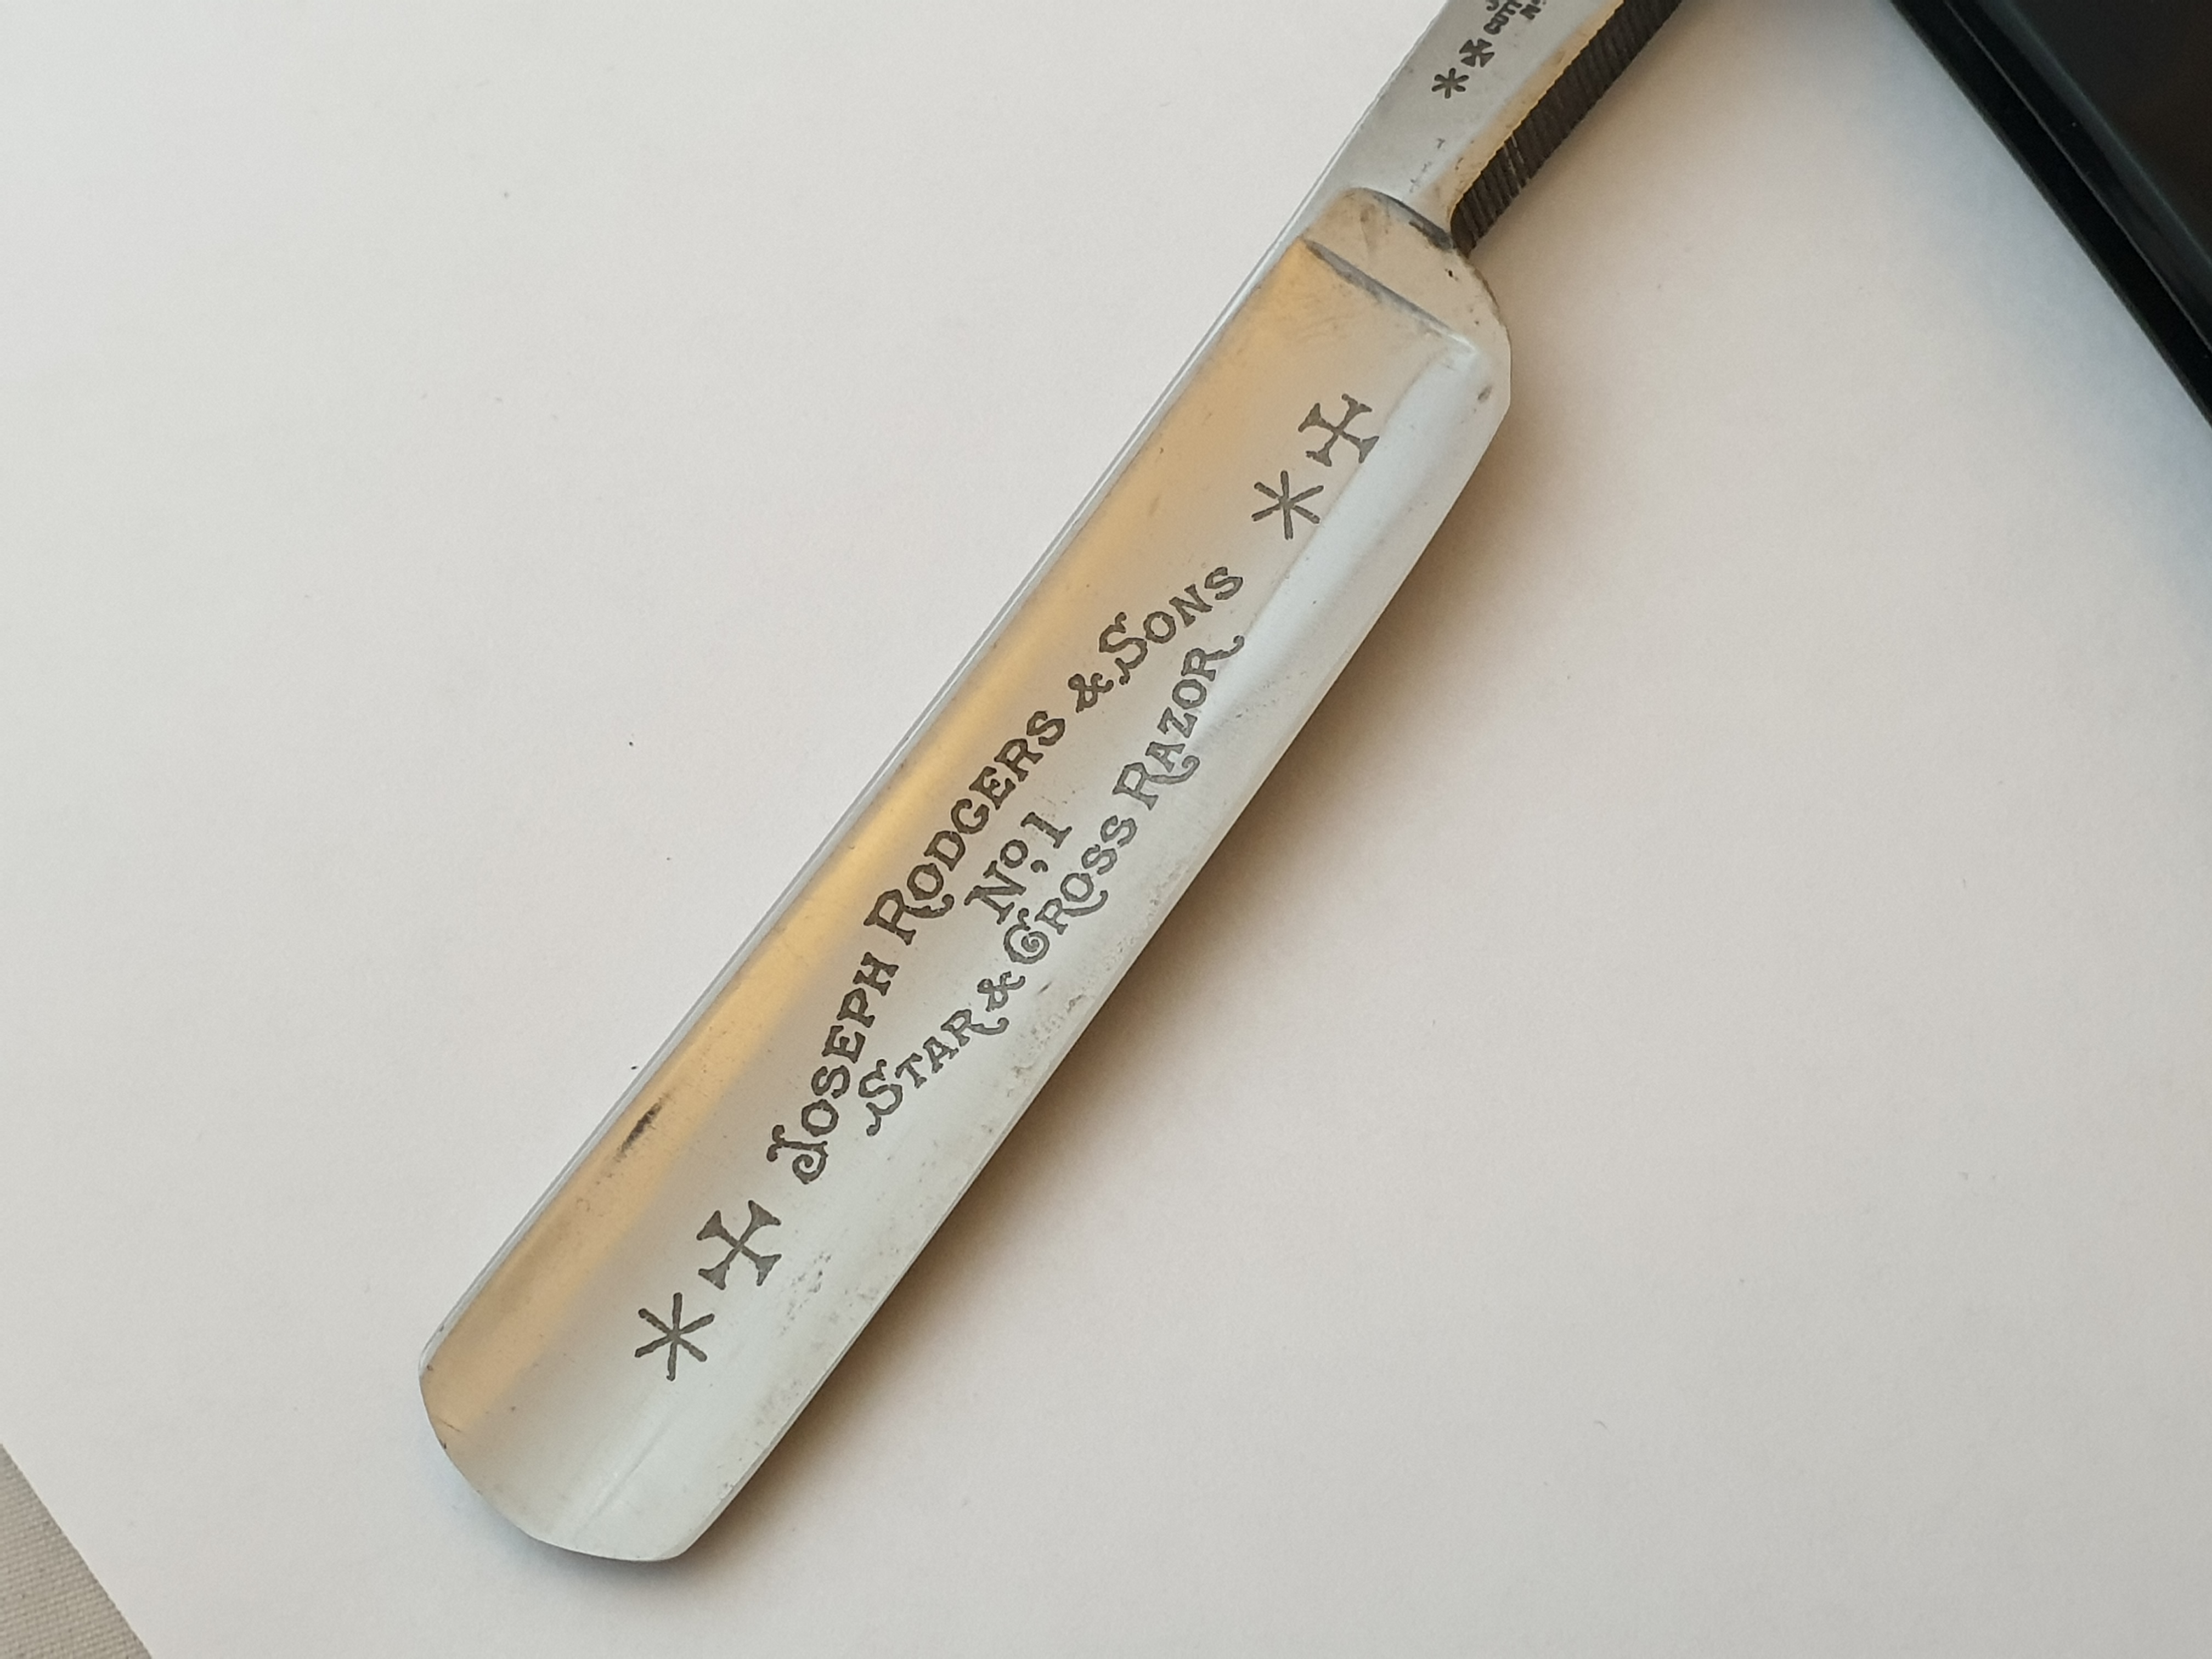 Joseph Rodgers & Sons
No. 1
Star & Cross Razor